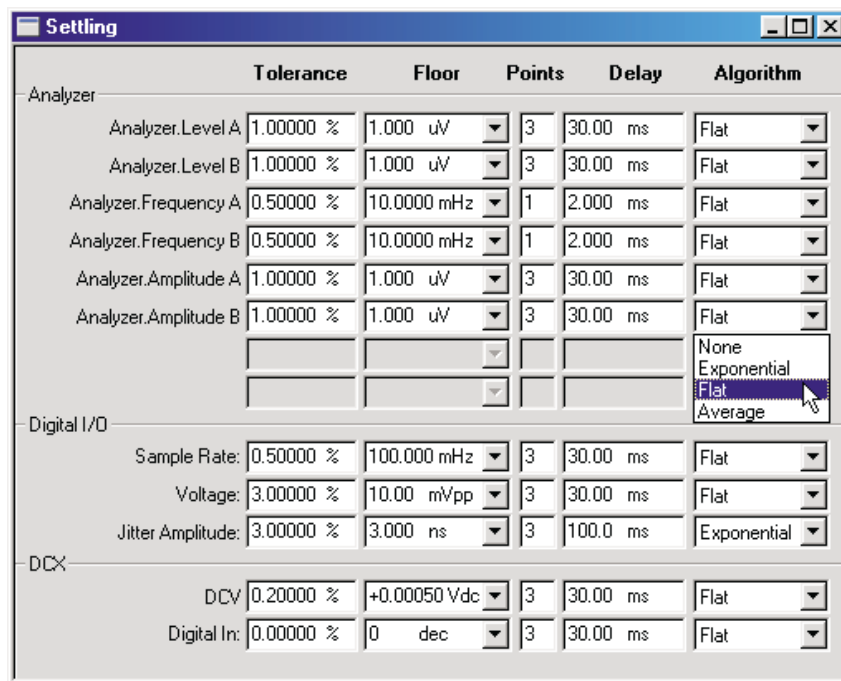 Settling
Tolerance Floor Points Delay Algorithm
Analyzer
Analyzer.Level A 1.00000 % 1.000 uV 3 30.00 ms Flat
Analyzer.Level B 1.00000 % 1.000 uV 3 30.00 ms Flat
Analyzer.Frequency A 0.50000 % 10.0000 mHz 1 2.000 ms Flat
Analyzer.Frequency B 0.50000 % 10.0000 mHz 1 2.000 ms Flat
Analyzer.Amplitude A 1.00000 % 1.000 uV 3 30.00 ms Flat
Analyzer.Amplitude B 1.00000 % 1.000 uV 3 30.00 ms Flat
None
Exponential
Flat
Average
Digital I/O
Sample Rate: 0.50000 % 100.000 mHz 3 30.00 ms Flat
Voltage: 3.00000 % 10.00 mVpp 3 30.00 ms Flat
Jitter Amplitude: 3.00000 % 3.000 ns 3 100.0 ms Exponential
DCX
DCV 0.20000 % +0.00050 Vdc 3 30.00 ms Flat
Digital In: 0.00000 % 0 dec 3 30.00 ms Flat